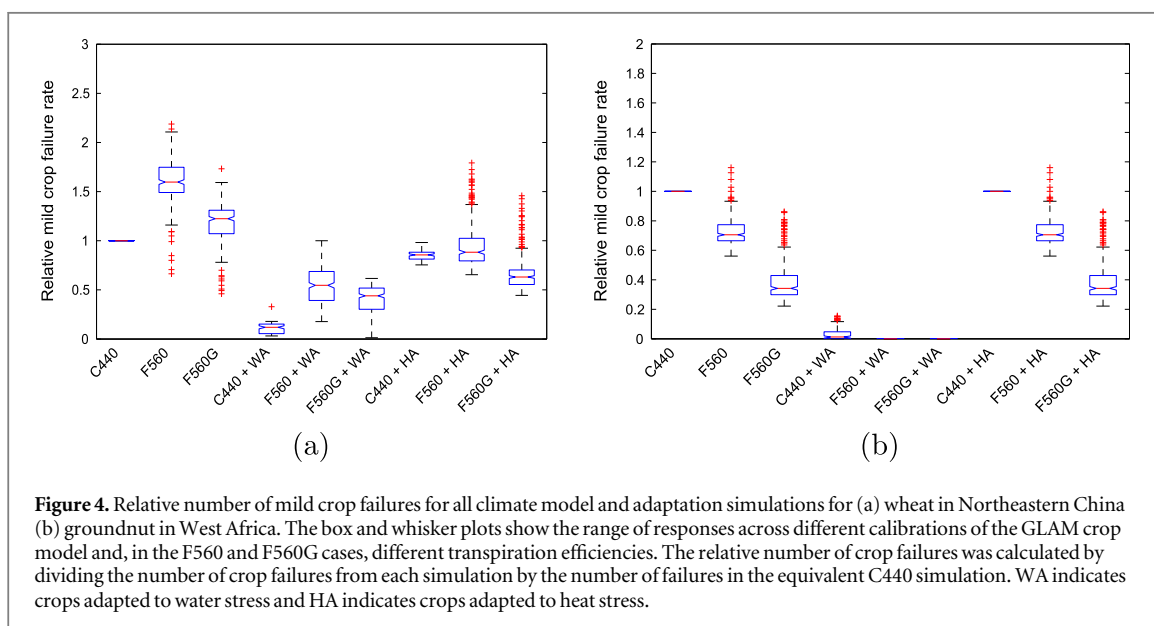 3
2.5
2
1.5
1
0.5
0
Relative mild crop failure rate
C440
F560
F560G
C440 + WA
F560 + WA
F560G + WA
C440 + HA
F560 + HA
F560G + HA
(a)
2
1.8
1.6
1.4
1.2
1
0.8
0.6
0.4
0.2
0
Relative mild crop failure rate
C440
F560
F560G
C440 + WA
F560 + WA
F560G + WA
C440 + HA
F560 + HA
F560G + HA
(b)
Figure 4. Relative number of mild crop failures for all climate model and adaptation simulations for (a) wheat in Northeastern China
(b) groundnut in West Africa. The box and whisker plots show the range of responses across different calibrations of the GLAM crop
model and, in the F560 and F560G cases, different transpiration efficiencies. The relative number of crop failures was calculated by
dividing the number of crop failures from each simulation by the number of failures in the equivalent C440 simulation. WA indicates
crops adapted to water stress and HA indicates crops adapted to heat stress.